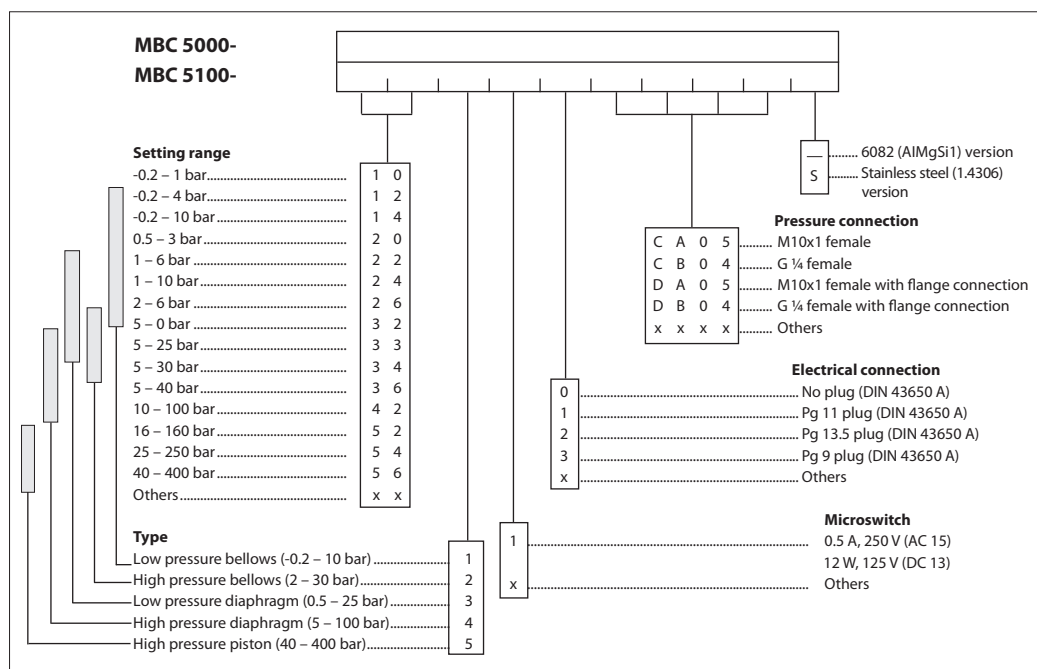 MBC 5000-
MBC 5100-
Setting range
-0.2 – 1 bar 1 0
-0.2 – 4 bar 1 2
-0.2 – 10 bar 1 4
0.5 – 3 bar 2 0
1 – 6 bar 2 2
1 – 10 bar 2 4
2 – 6 bar 2 6
5 – 0 bar 3 2
5 – 25 bar 3 3
5 – 30 bar 3 4
5 – 40 bar 3 6
10 – 100 bar 4 2
16 – 160 bar 5 2
25 – 250 bar 5 4
40 – 400 bar 5 6
Others x x
Type
Low pressure bellows (-0.2 – 10 bar) 1
High pressure bellows (2 – 30 bar) 2
Low pressure diaphragm (0.5 – 25 bar) 3
High pressure diaphragm (5 – 100 bar) 4
High pressure piston (40 – 400 bar) 5
— 6082 (AlMgSi1) version
S Stainless steel (1.4306)
version
Pressure connection
C A 0 5 M10x1 female
C B 0 4 G ¼ female
D A 0 5 M10x1 female with flange connection
D B 0 4 G ¼ female with flange connection
x x x x Others
Electrical connection
0 No plug (DIN 43650 A)
1 Pg 11 plug (DIN 43650 A)
2 Pg 13.5 plug (DIN 43650 A)
3 Pg 9 plug (DIN 43650 A)
x Others
Microswitch
1 0.5 A, 250 V (AC 15)
12 W, 125 V (DC 13)
x Others